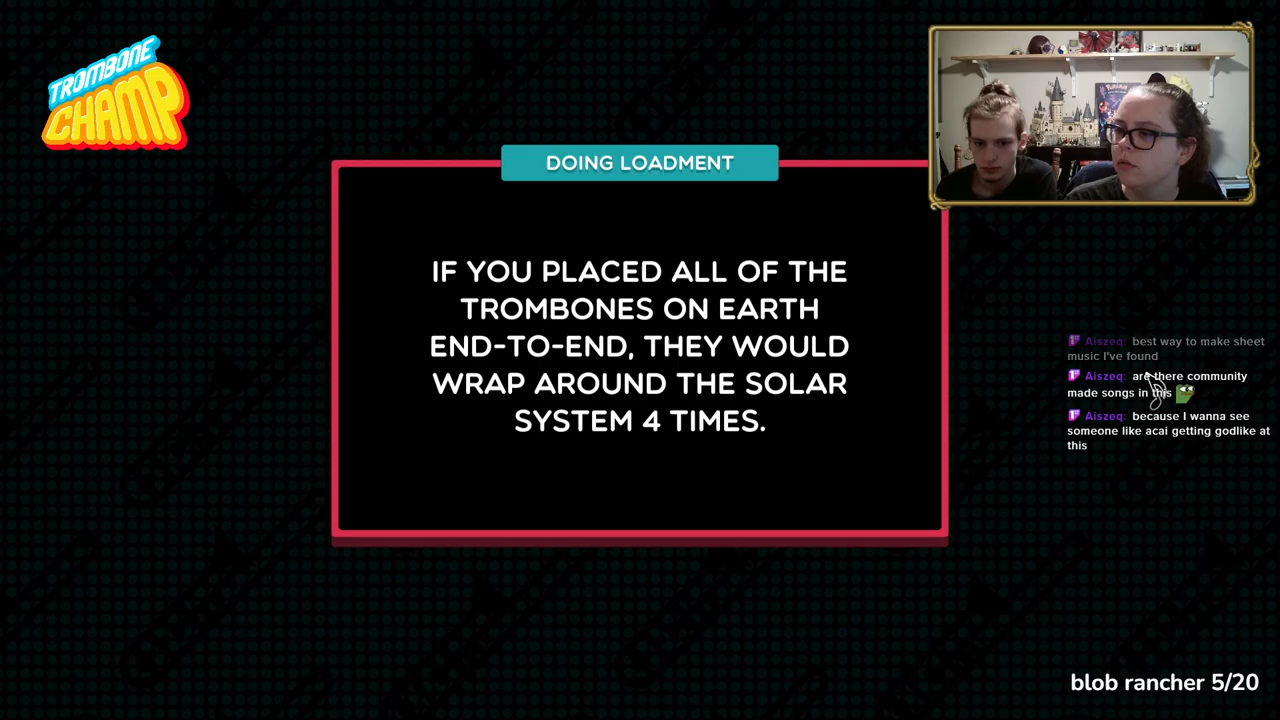 TROMBONE
CHAMP
DOING LOADMENT
IF YOU PLACED ALL OF THE
TROMBONES ON EARTH
END-TO-END, THEY WOULD
WRAP AROUND THE SOLAR
SYSTEM 4 TIMES.
Aiszeq: best way to make sheet
music I've found
Aiszeq: are there community
made songs in this
Aiszeq: because I wanna see
someone like acai getting godlike at
this
blob rancher 5/20